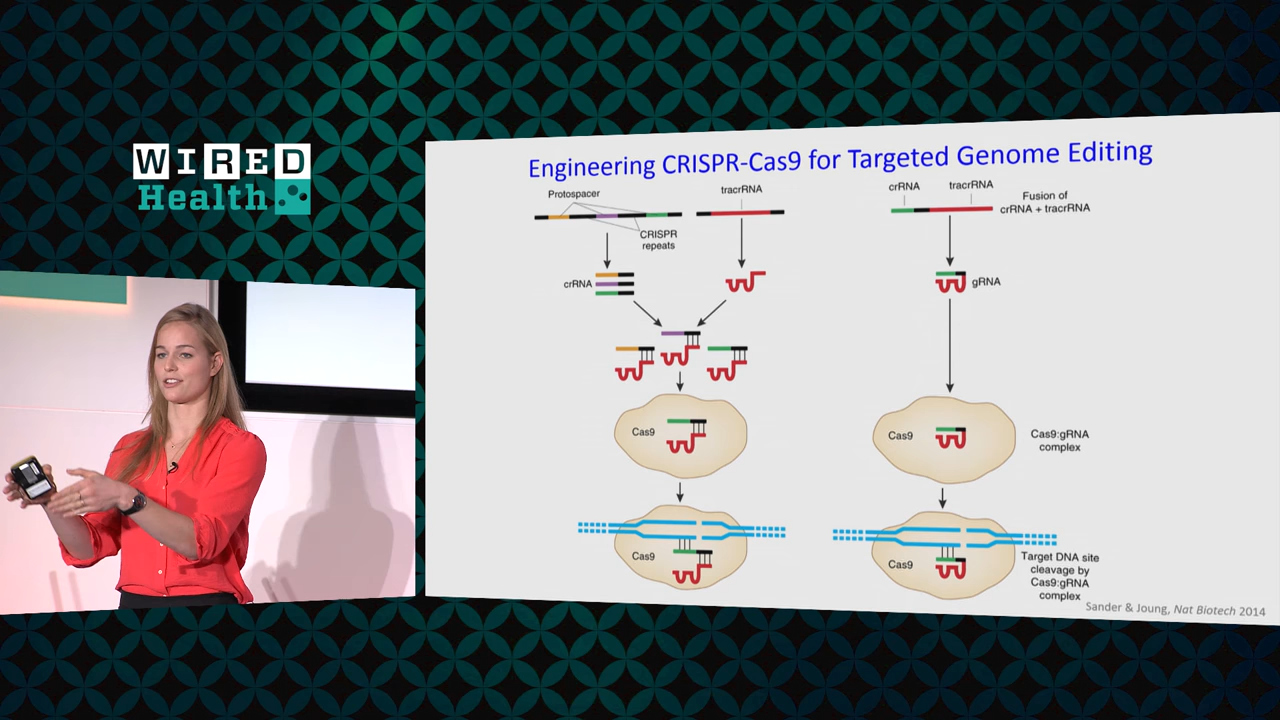 WIRED
Health
Engineering CRISPR-Cas9 for Targeted Genome Editing
Protospacer
tracrRNA
CRISPR
repeats
crRNA
Cas9
Cas9
crRNA
tracrRNA
Fusion of
crRNA + tracrRNA
gRNA
Cas9
Cas9:gRNA
complex
Cas9
Target DNA site
cleavage by
Cas9:gRNA
complex
Sander & Joung, Nat Biotech 2014